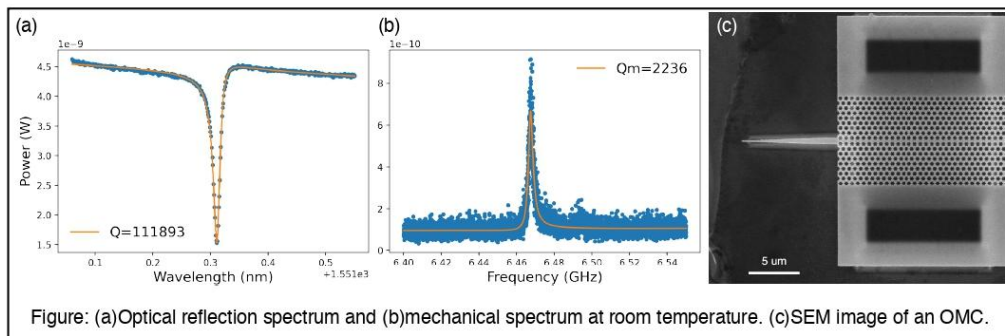 (a)
1e−9
4.5
4.0
3.5
3.0
2.5
2.0
1.5
Power (W)
Q=111893
0.1
0.2
0.3
0.4
0.5
Wavelength (nm)
+1.551e3
(b)
1e−10
8
6
4
2
0
Qm=2236
6.40
6.42
6.44
6.46
6.48
6.50
6.52
6.54
Frequency (GHz)
(c)
5 um
Figure: (a)Optical reflection spectrum and (b)mechanical spectrum at room temperature. (c)SEM image of an OMC.